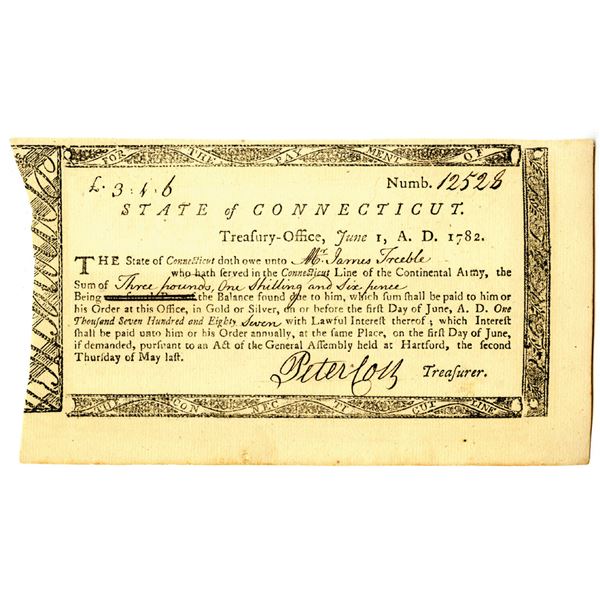 FOR THE PAYMENT OF
£. 3:1:6 Numb. 12528
STATE of CONNECTICUT.
Treasury-Office, June 1, A. D. 1782.
THE State of Connecticut doth owe unto Mr. James Treeble
who hath served in the Connecticut Line of the Continental Army, the
Sum of Three pounds, One Shilling and Six pence
Being the Balance found due to him, which sum shall be paid to him or
his Order at this Office, in Gold or Silver, on or before the first Day of June, A. D. One
Thousand Seven Hundred and Eighty Seven with Lawful Interest thereof; which Interest
shall be paid unto him or his Order annually, at the same Place, on the first Day of June,
if demanded, pursuant to an Act of the General Assembly held at Hartford, the second
Thursday of May last.
Peter Colt Treasurer.
CON NEC TI CUT LINE